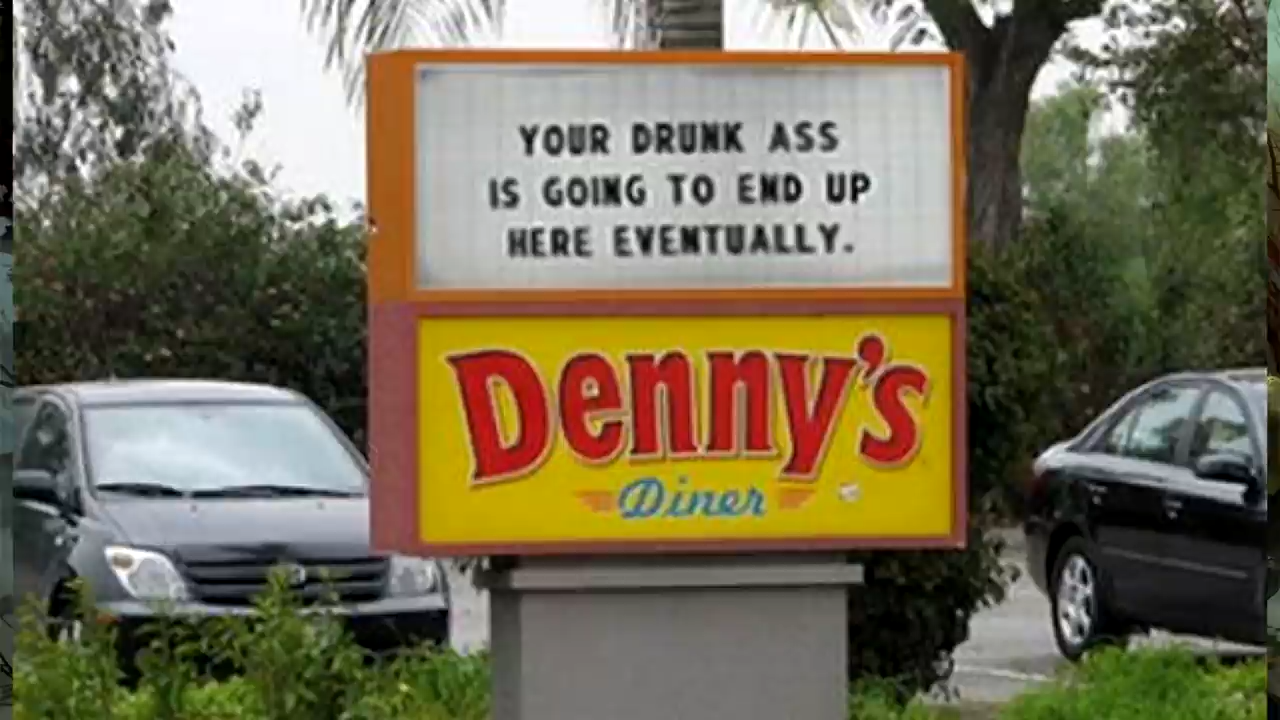 YOUR DRUNK ASS
IS GOING TO END UP
HERE EVENTUALLY.
Denny's
Diner